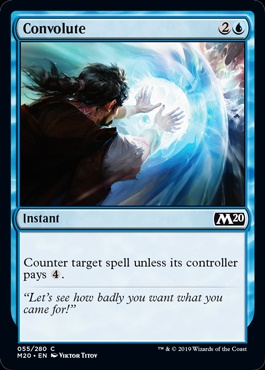 Convolute 2
Instant M20
Counter target spell unless its controller
pays 4.
"Let's see how badly you want what you
came for!"
055/280 C
M20 • EN Viktor Titov
™ & © 2019 Wizards of the Coast